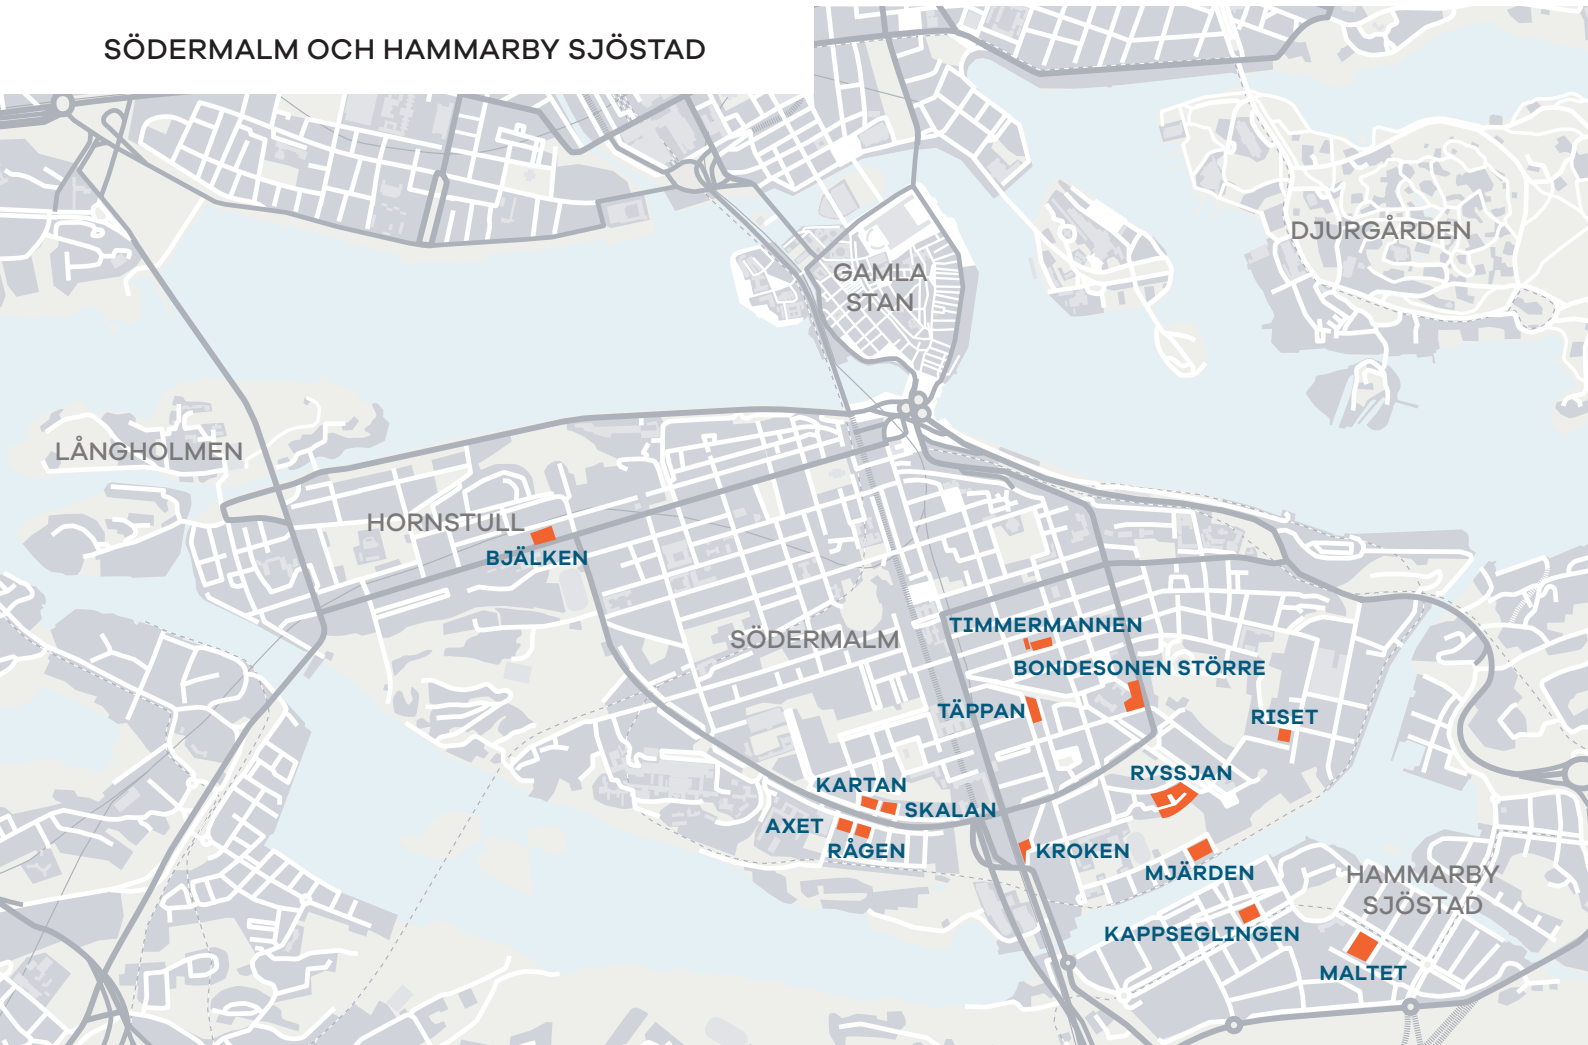 SÖDERMALM OCH HAMMARBY SJÖSTAD
DJURGÅRDEN
GAMLA
STAN
LÅNGHOLMEN
HORNSTULL
BJÄLKEN
TIMMERMANNEN
SÖDERMALM
BONDESONEN STÖRRE
TÄPPAN
RISET
RYSSJAN
KARTAN
SKALAN
AXET
RÅGEN
KROKEN
MJÄRDEN
HAMMARBY
SJÖSTAD
KAPPSEGLINGEN
MALTET